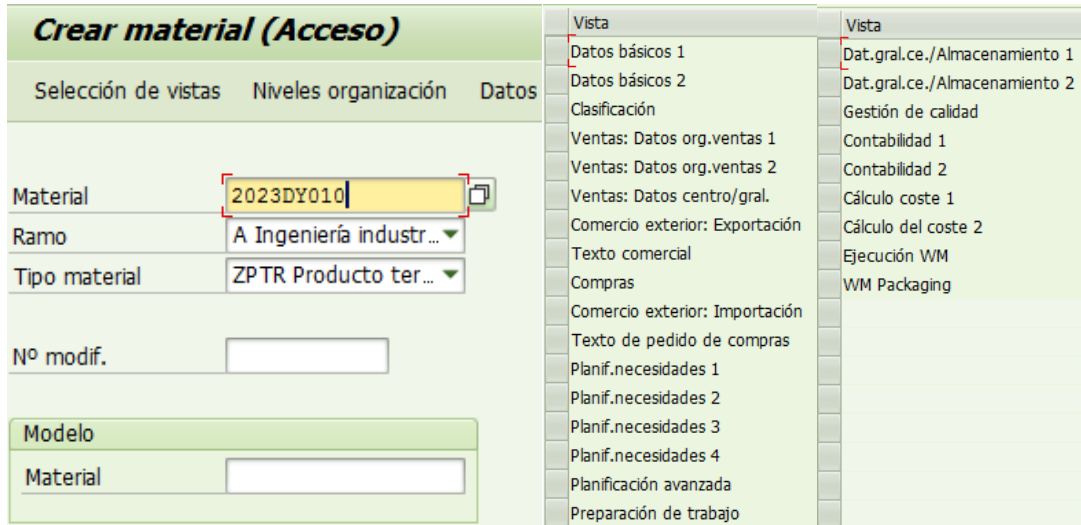 Crear material (Acceso)
Selección de vistas Niveles organización Datos
Material 2023DY010
Ramo A Ingeniería industr...
Tipo material ZPTR Producto ter...
Nº modif.
Modelo
Material
Vista
Datos básicos 1
Datos básicos 2
Clasificación
Ventas: Datos org.ventas 1
Ventas: Datos org.ventas 2
Ventas: Datos centro/gral.
Comercio exterior: Exportación
Texto comercial
Compras
Comercio exterior: Importación
Texto de pedido de compras
Planif.necesidades 1
Planif.necesidades 2
Planif.necesidades 3
Planif.necesidades 4
Planificación avanzada
Preparación de trabajo
Vista
Dat.gral.ce./Almacenamiento 1
Dat.gral.ce./Almacenamiento 2
Gestión de calidad
Contabilidad 1
Contabilidad 2
Cálculo coste 1
Cálculo del coste 2
Ejecución WM
WM Packaging